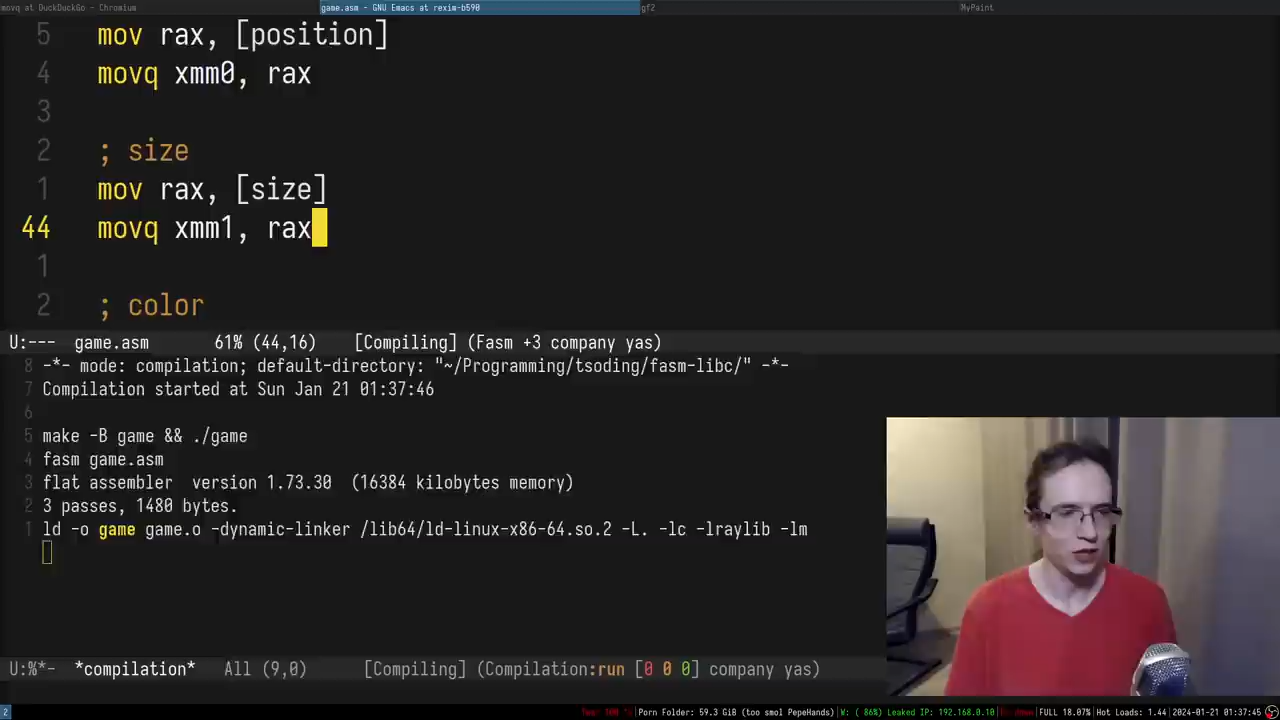 movq at DuckDuckGo - Chromium game.asm - GNU Emacs at rexim-b590 gf2 MyPaint
5 mov rax, [position]
4 movq xmm0, rax
3
2 ; size
1 mov rax, [size]
44 movq xmm1, rax
1
2 ; color
U:--- game.asm 61% (44,16) [Compiling] (Fasm +3 company yas)
8 -*- mode: compilation; default-directory: "~/Programming/tsoding/fasm-libc/" -*-
7 Compilation started at Sun Jan 21 01:37:46
6
5 make -B game && ./game
4 fasm game.asm
3 flat assembler version 1.73.30 (16384 kilobytes memory)
2 3 passes, 1480 bytes.
1 ld -o game game.o -dynamic-linker /lib64/ld-linux-x86-64.so.2 -L. -lc -lraylib -lm
U:%*- *compilation* All (9,0) [Compiling] (Compilation:run [0 0 0] company yas)
2 Porn Folder: 59.3 GiB (too smol PepeHands) W: ( 86%) Leaked IP: 192.168.0.10 FULL 18.07% Hot Loads: 1.44 2024-01-21 01:37:45